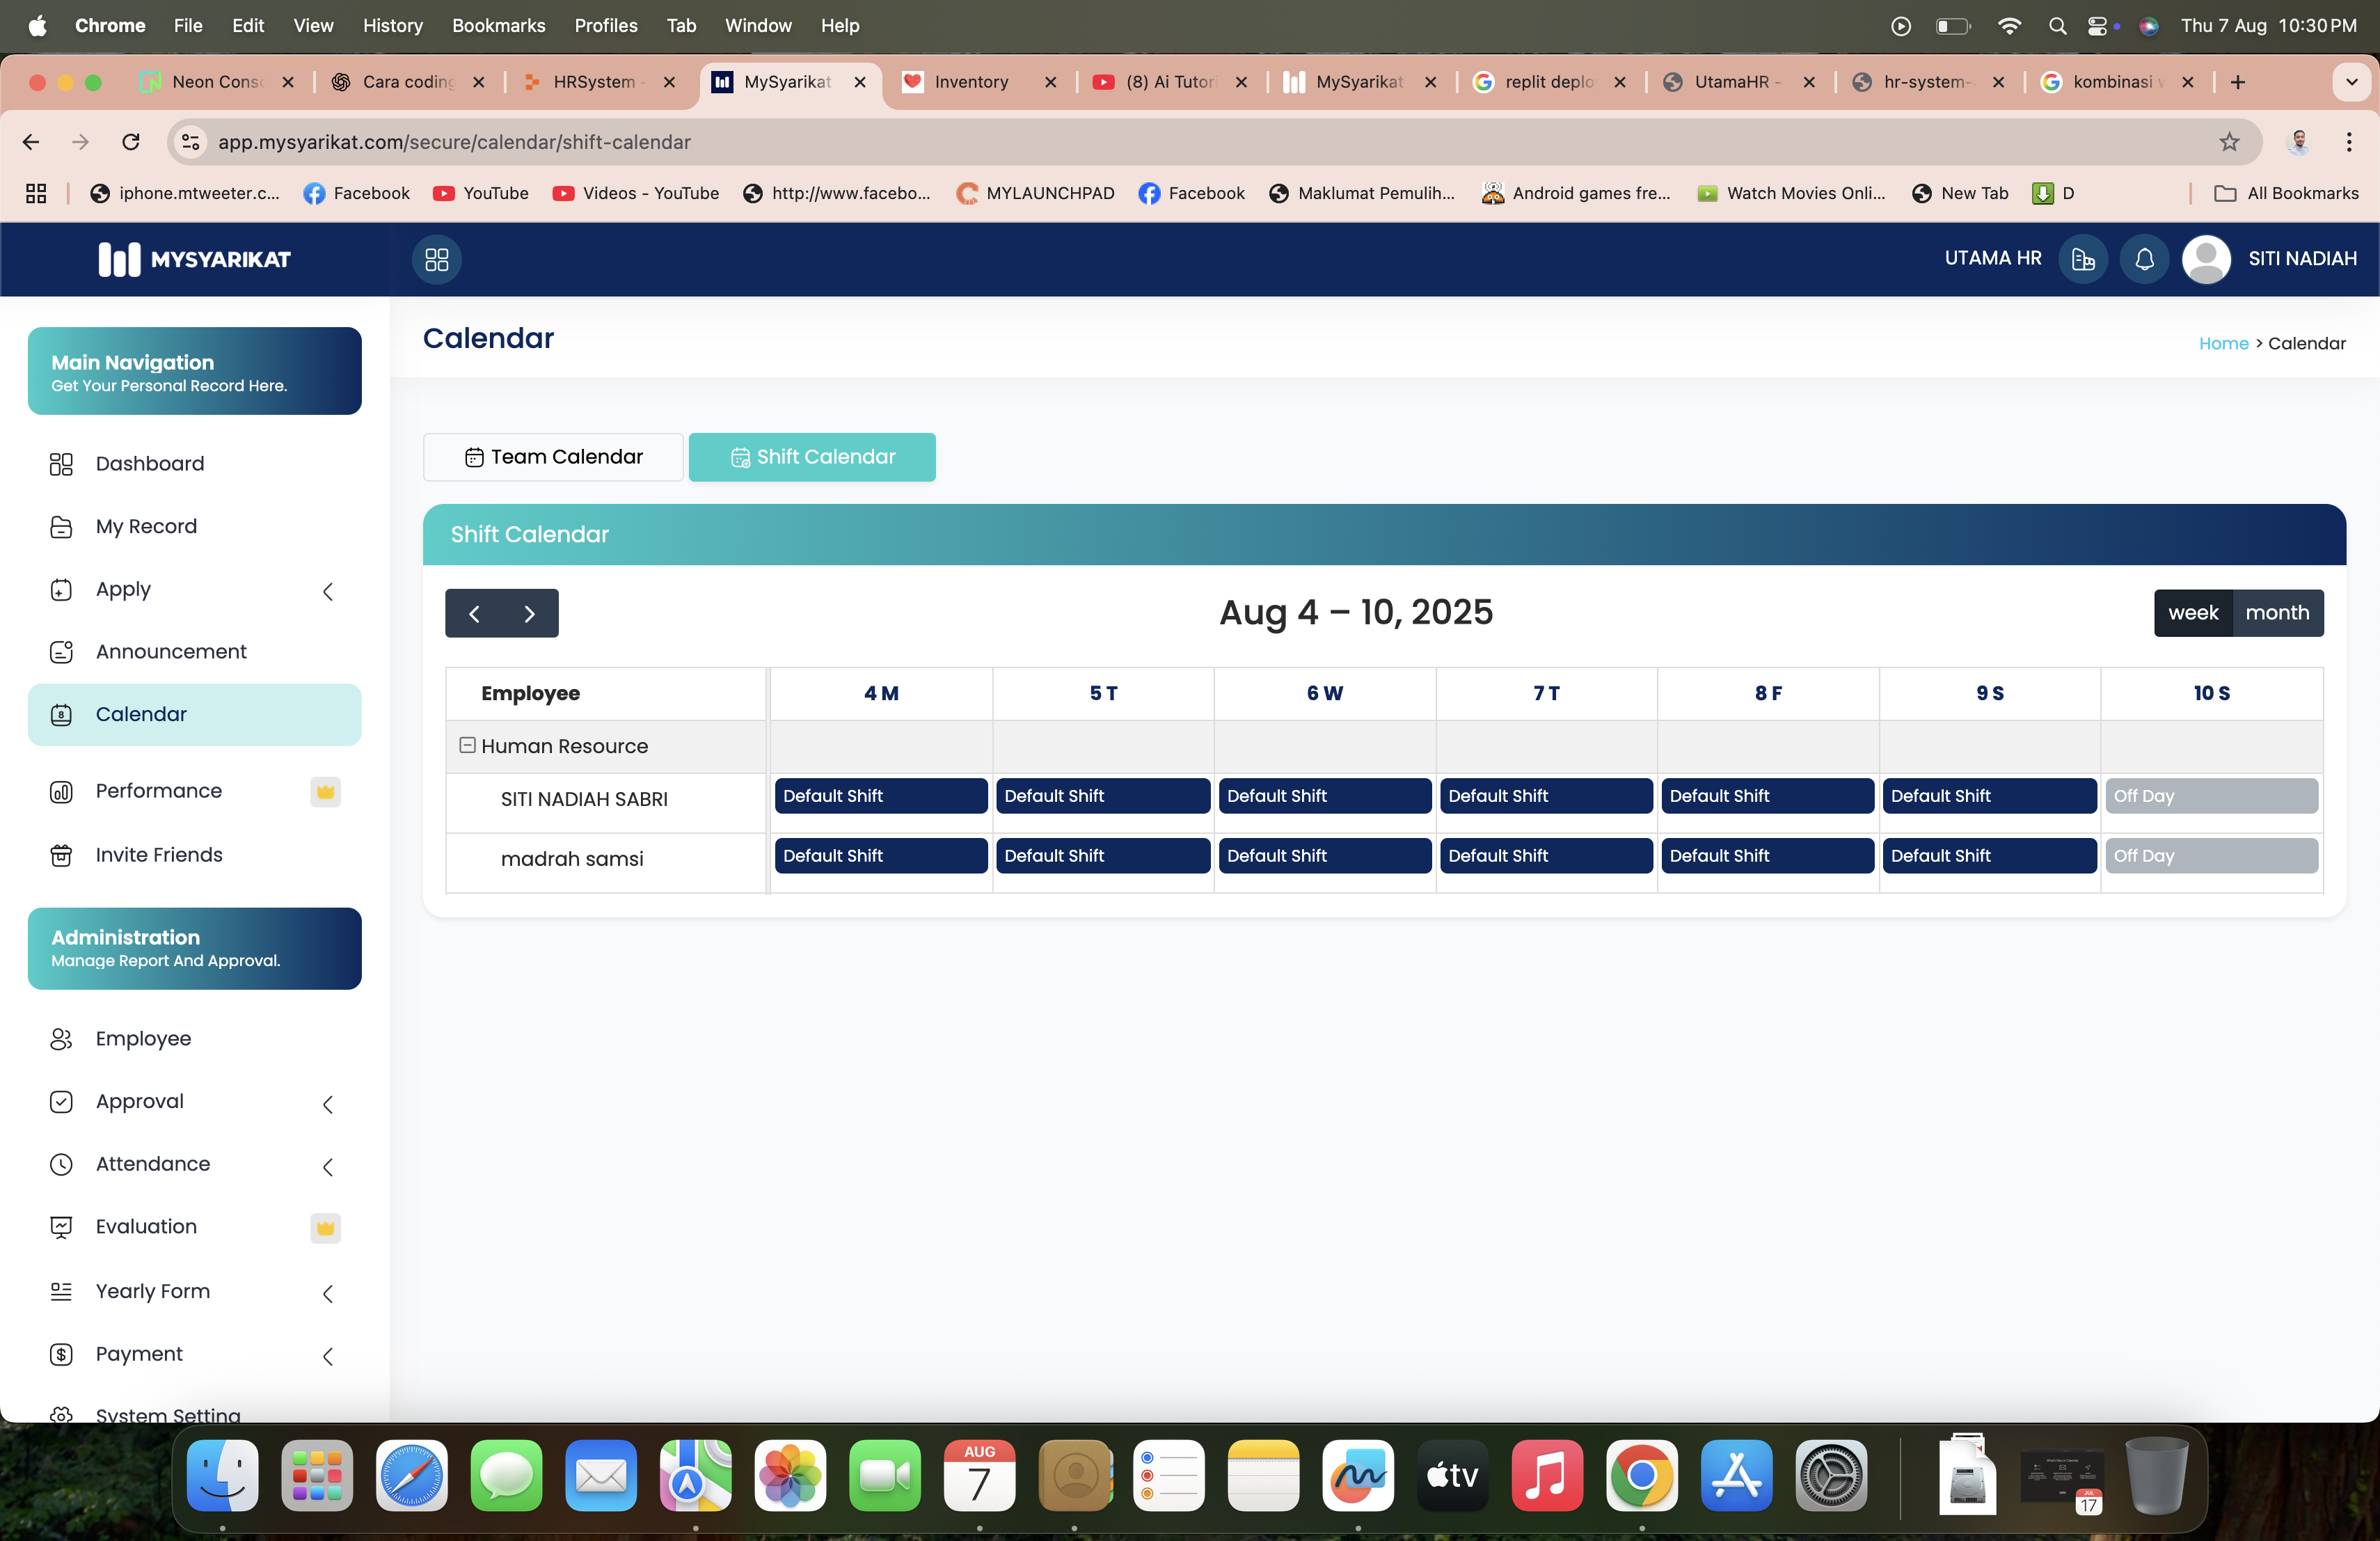 Chrome File Edit View History Bookmarks Profiles Tab Window Help Thu 7 Aug 10:30 PM
Neon Cons Cara coding HRSystem - MySyarikat Inventory (8) Ai Tutori MySyarikat replit deplo UtamaHR - hr-system- kombinasi w
app.mysyarikat.com/secure/calendar/shift-calendar
iphone.mtweeter.c... Facebook YouTube Videos - YouTube http://www.facebo... MYLAUNCHPAD Facebook Maklumat Pemulih... Android games fre... Watch Movies Onli... New Tab D All Bookmarks
MYSYARIKAT UTAMA HR SITI NADIAH
Main Navigation
Get Your Personal Record Here.
Dashboard
My Record
Apply
Announcement
8
Calendar
Performance
Invite Friends
Administration
Manage Report And Approval.
Employee
Approval
Attendance
Evaluation
Yearly Form
Payment
System Setting
Calendar
Home > Calendar
Team Calendar Shift Calendar
Shift Calendar
Aug 4 – 10, 2025
week month
Employee 4 M 5 T 6 W 7 T 8 F 9 S 10 S
Human Resource
SITI NADIAH SABRI Default Shift Default Shift Default Shift Default Shift Default Shift Default Shift Off Day
madrah samsi Default Shift Default Shift Default Shift Default Shift Default Shift Default Shift Off Day
AUG
7
tv
JUL
17